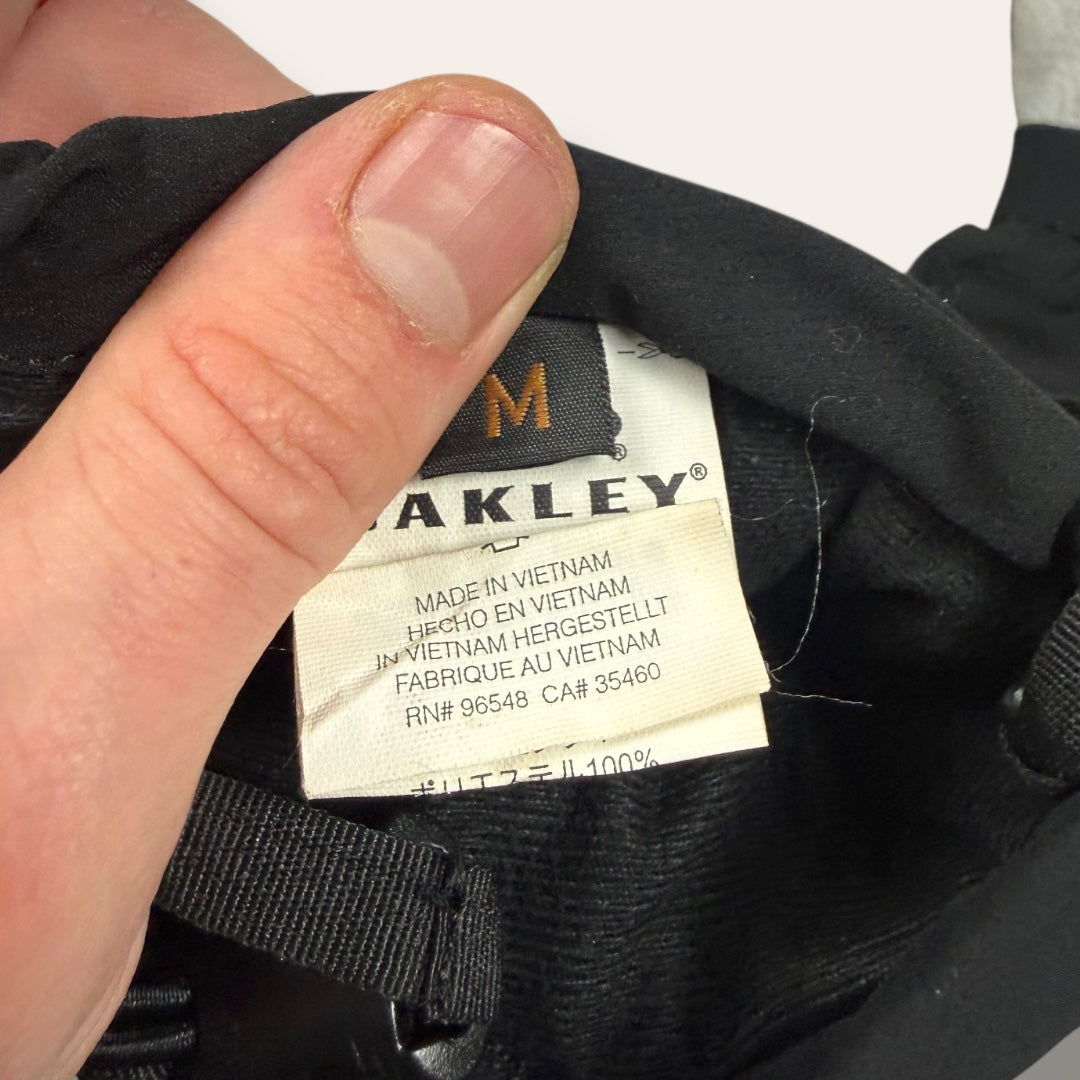 M
OAKLEY®
MADE IN VIETNAM
HECHO EN VIETNAM
IN VIETNAM HERGESTELLT
FABRIQUE AU VIETNAM
RN# 96548 CA# 35460
ポリエステル100%